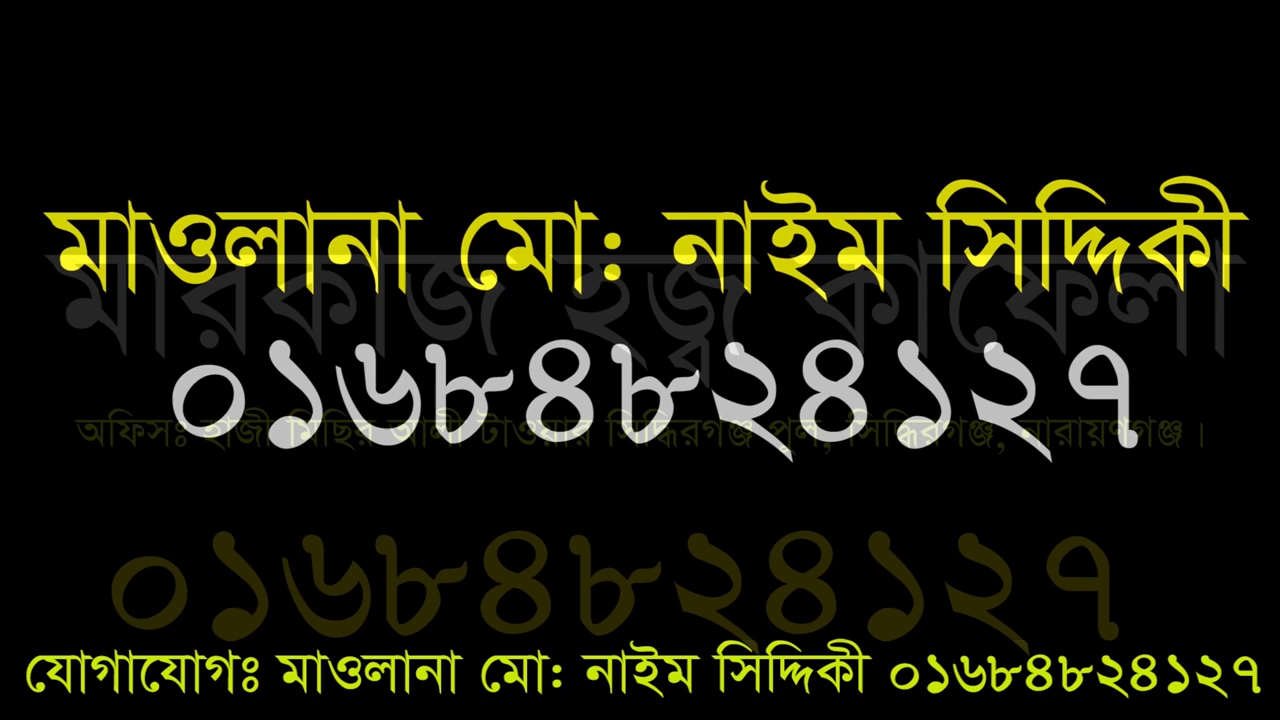 মাওলানা মো: নাইম সিদ্দিকী
মারকাজ হজ্ব কাফেলা
০১৬৮৪৮২৪১২৭
অফিসঃ হাজী মিছির আলী টাওয়ার সিদ্ধিরগঞ্জ পুল, সিদ্ধিরগঞ্জ, নারায়ণগঞ্জ।
০১৬৮৪৮২৪১২৭
যোগাযোগঃ মাওলানা মো: নাইম সিদ্দিকী ০১৬৮৪৮২৪১২৭